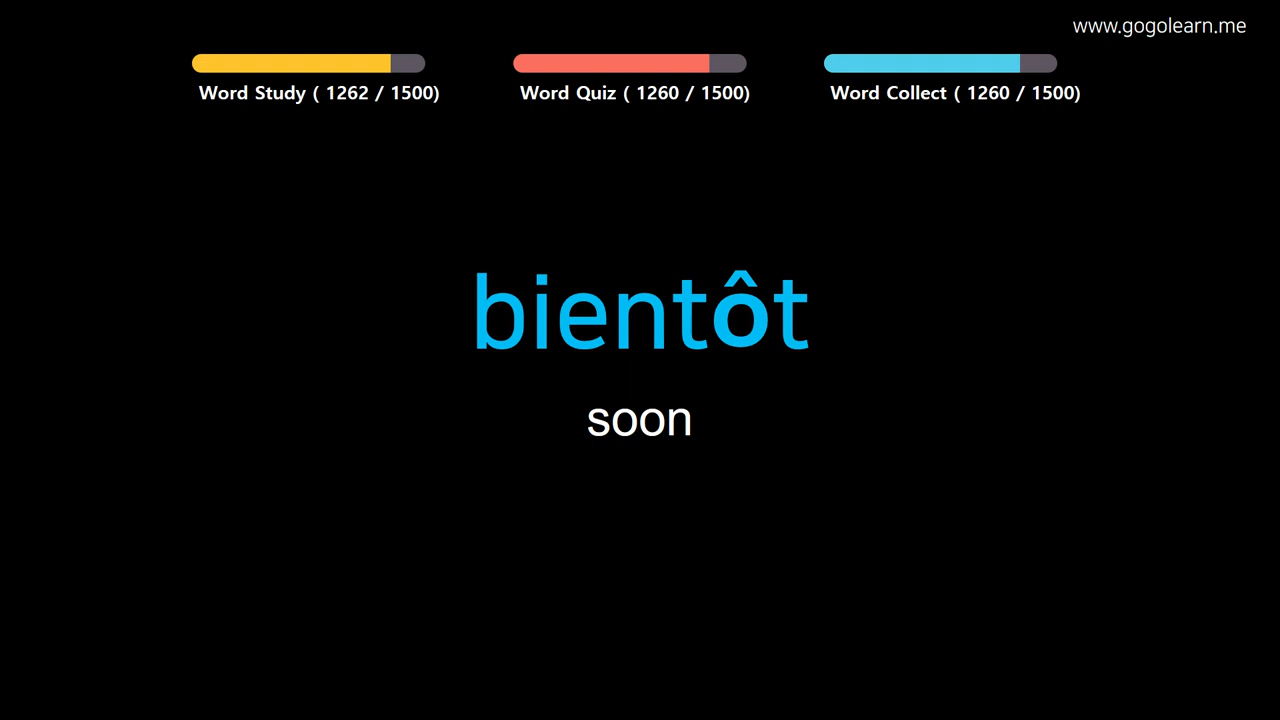 www.gogolearn.me
Word Study ( 1262 / 1500)
Word Quiz ( 1260 / 1500)
Word Collect ( 1260 / 1500)
bientôt
soon